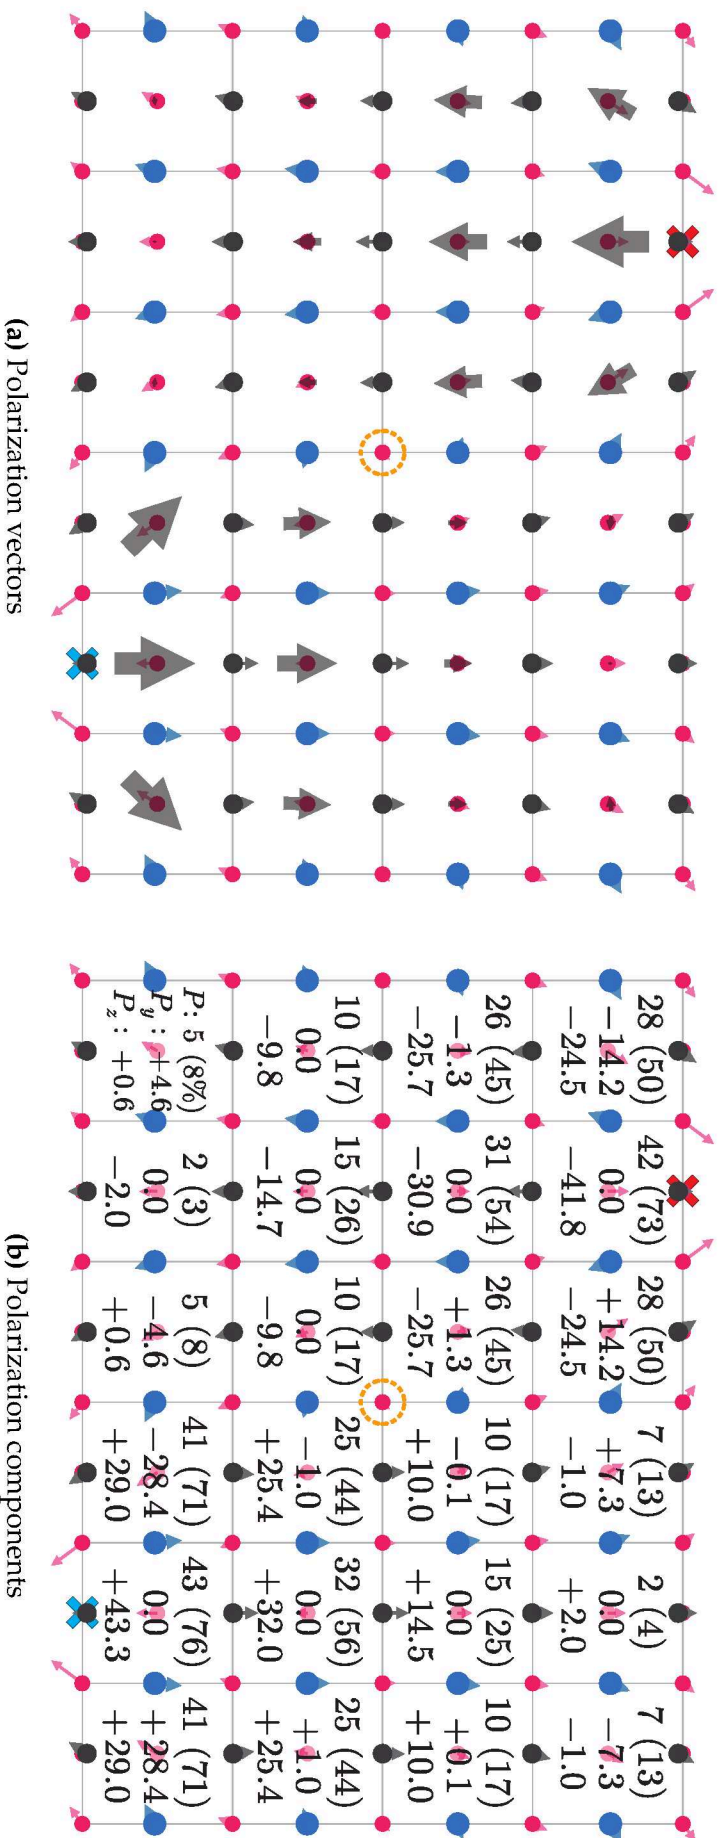 28 (50) 42 (73) 28 (50) 7 (13) 2 (4) 7 (13)
−14.2 0.0 +14.2 +7.3 0.0 −7.3
−24.5 −41.8 −24.5 −1.0 +2.0 −1.0
26 (45) 31 (54) 26 (45) 10 (17) 15 (25) 10 (17)
−1.3 0.0 +1.3 −0.1 0.0 +0.1
−25.7 −30.9 −25.7 +10.0 +14.5 +10.0
10 (17) 15 (26) 10 (17) 25 (44) 32 (56) 25 (44)
0.0 0.0 0.0 −1.0 0.0 +1.0
−9.8 −14.7 −9.8 +25.4 +32.0 +25.4
P: 5 (8%) 2 (3) 5 (8) 41 (71) 43 (76) 41 (71)
P_y: +4.6 0.0 −4.6 −28.4 0.0 +28.4
P_z: +0.6 −2.0 +0.6 +29.0 +43.3 +29.0
(a) Polarization vectors
(b) Polarization components